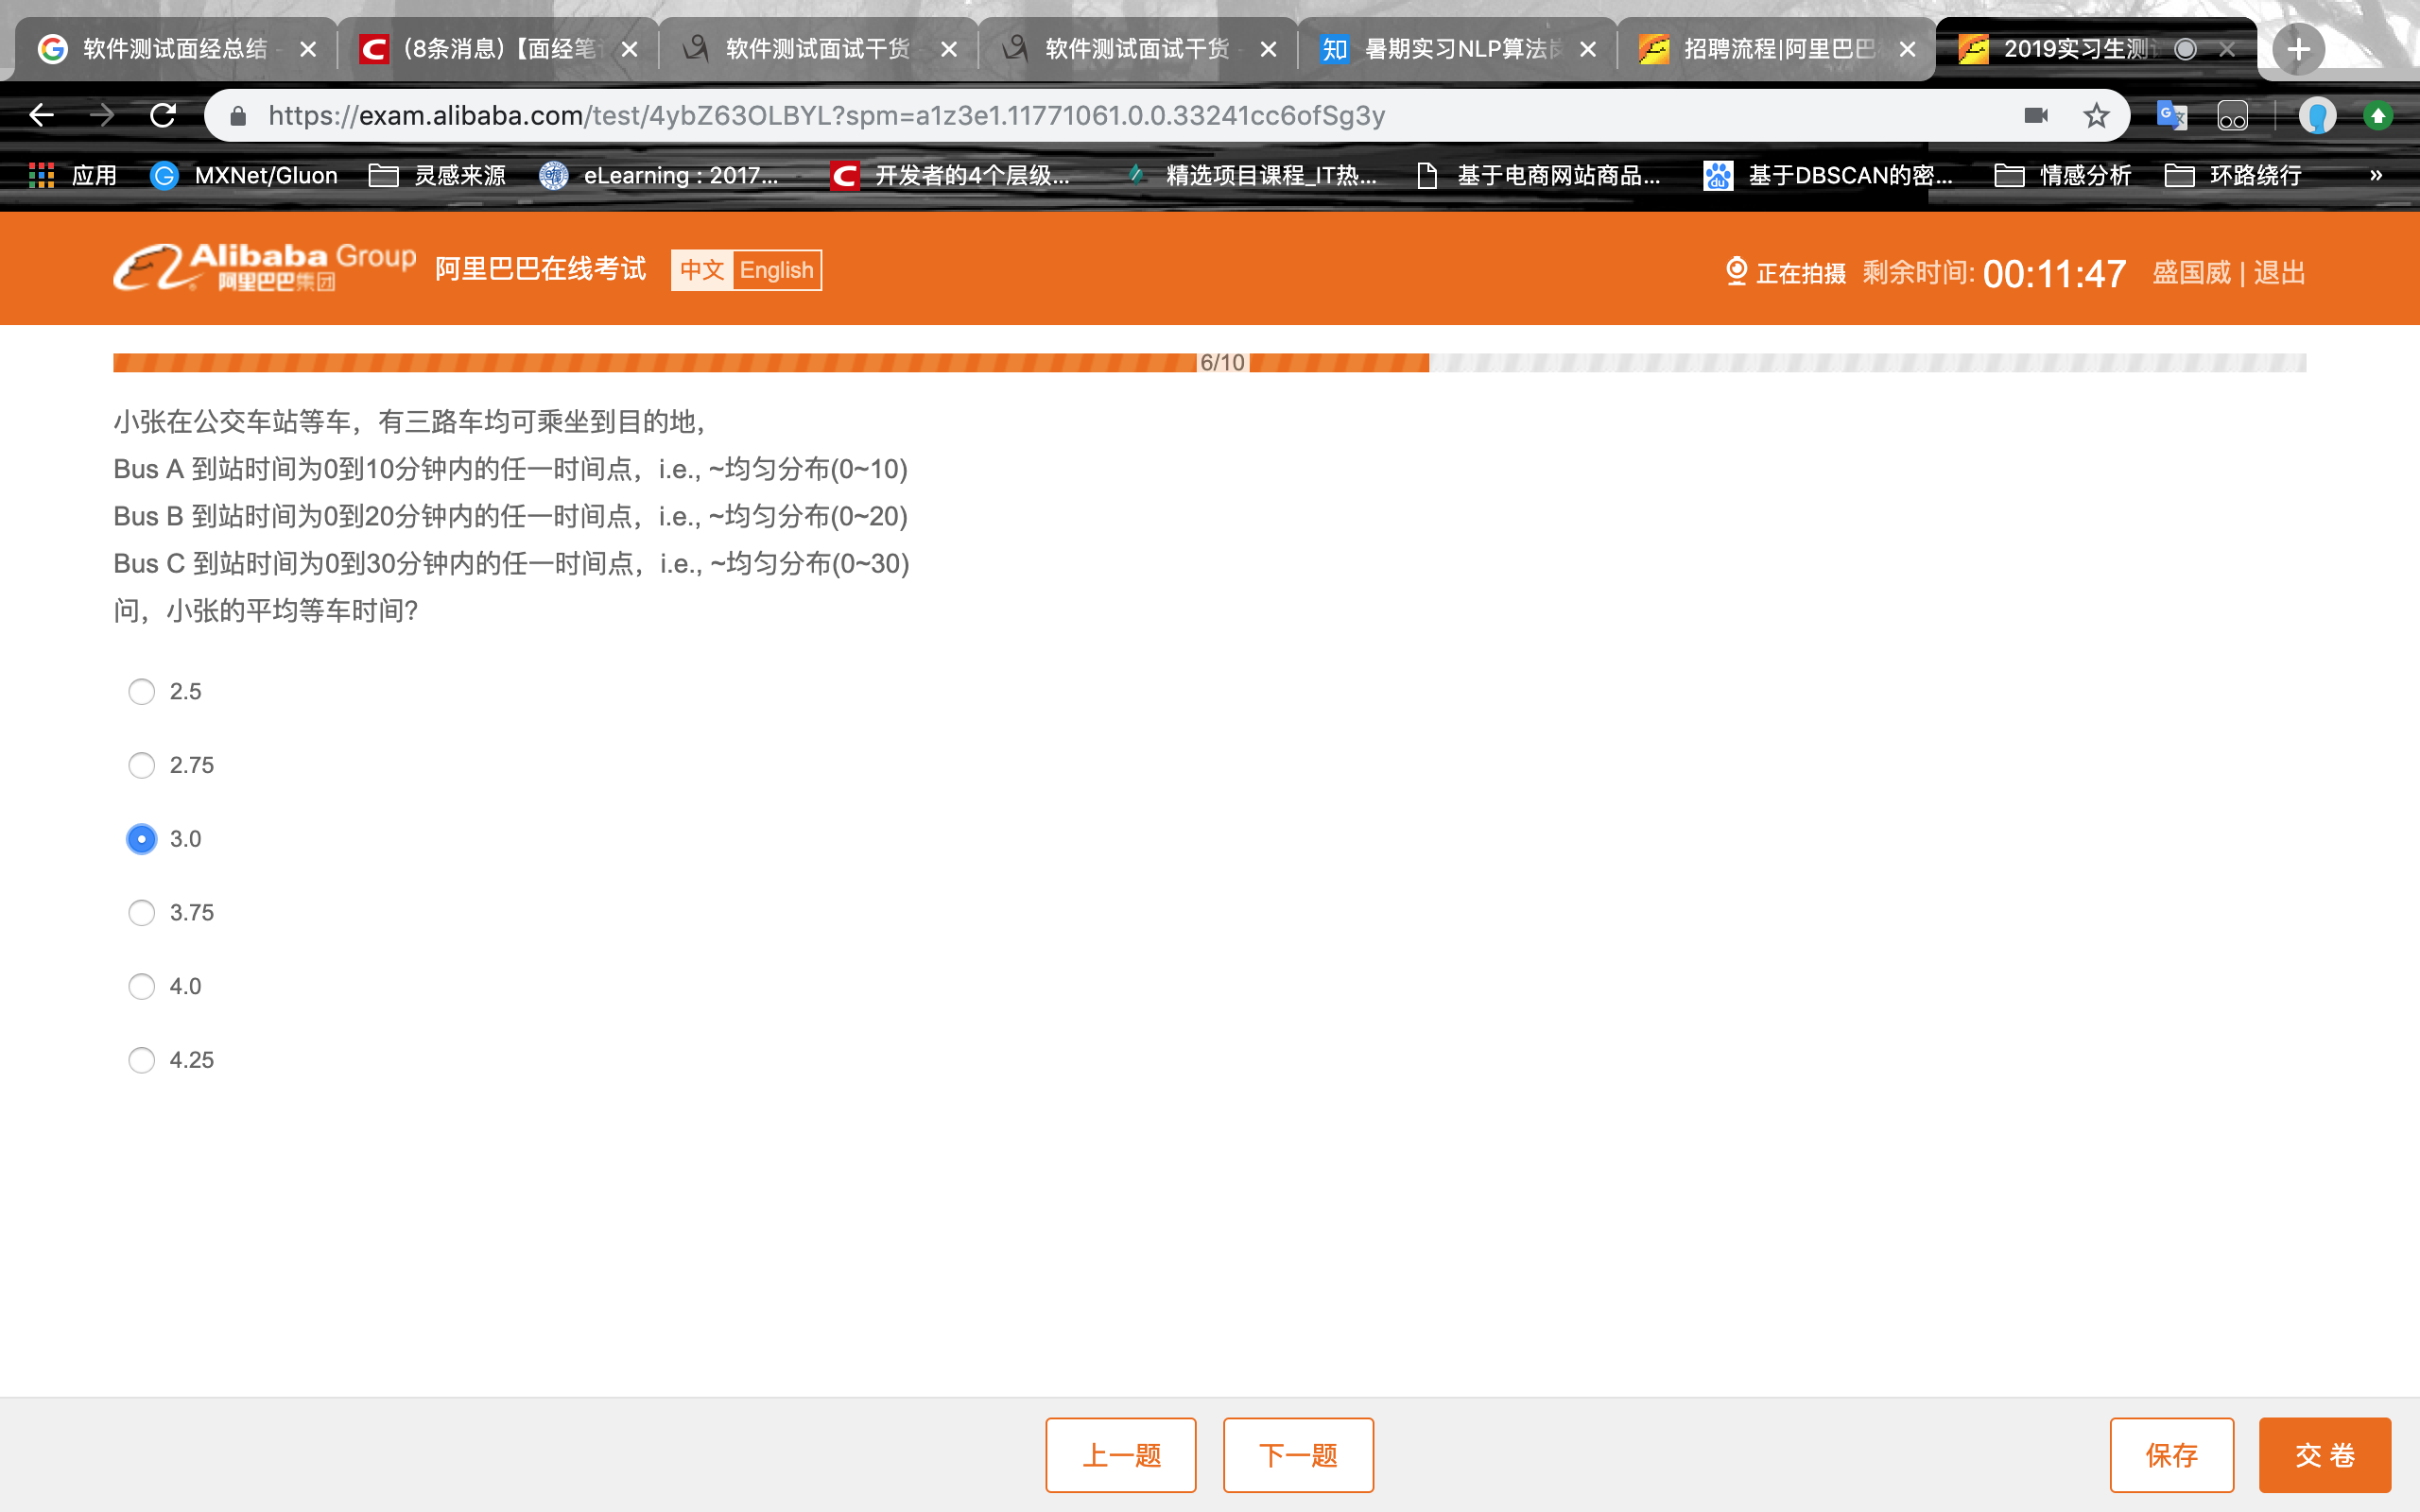 软件测试面经总结
(8条消息)【面经笔
软件测试面试干货
软件测试面试干货
知 暑期实习NLP算法
招聘流程|阿里巴巴
2019实习生测
https://exam.alibaba.com/test/4ybZ63OLBYL?spm=a1z3e1.11771061.0.0.33241cc6ofSg3y
应用 MXNet/Gluon 灵感来源 eLearning : 2017... 开发者的4个层级... 精选项目课程_IT热... 基于电商网站商品... 基于DBSCAN的密... 情感分析 环路绕行 »
Alibaba Group
阿里巴巴集团
阿里巴巴在线考试 中文 English
正在拍摄 剩余时间: 00:11:47 盛国威 | 退出
6/10
小张在公交车站等车，有三路车均可乘坐到目的地，
Bus A 到站时间为0到10分钟内的任一时间点，i.e., ~均匀分布(0~10)
Bus B 到站时间为0到20分钟内的任一时间点，i.e., ~均匀分布(0~20)
Bus C 到站时间为0到30分钟内的任一时间点，i.e., ~均匀分布(0~30)
问，小张的平均等车时间?
2.5
2.75
3.0
3.75
4.0
4.25
上一题 下一题 保存 交 卷